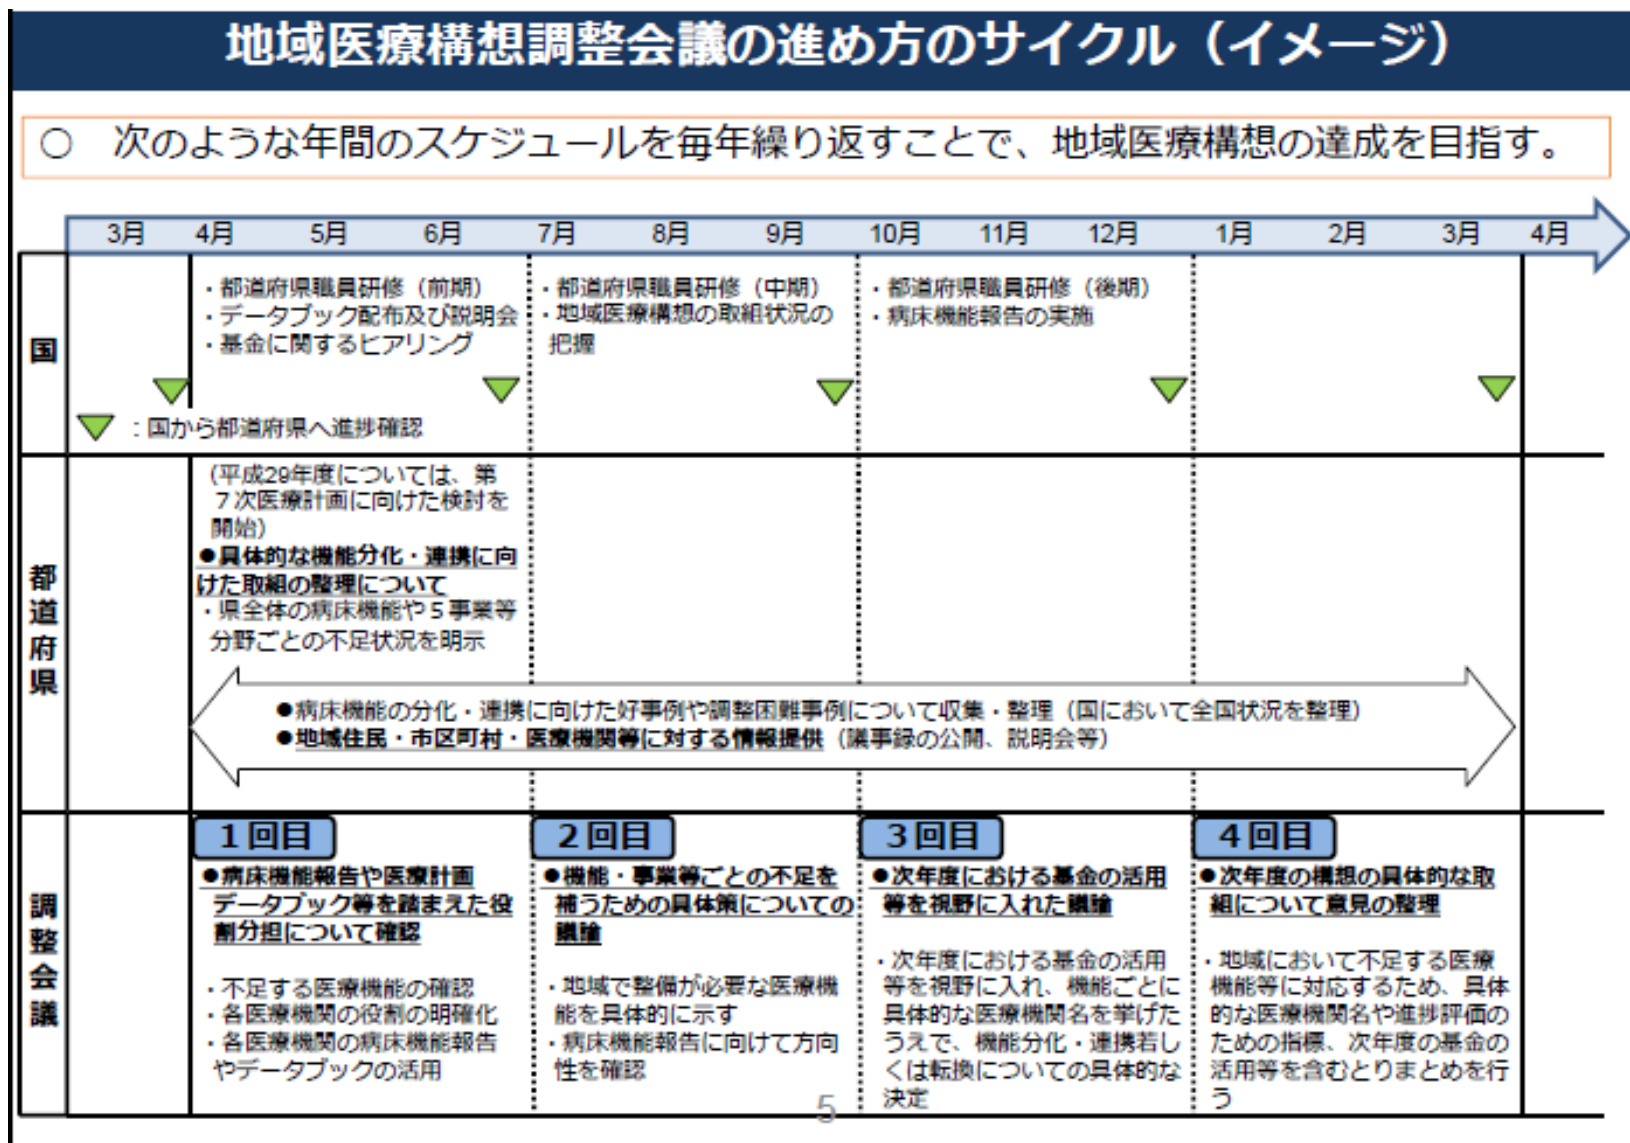 地域医療構想調整会議の進め方のサイクル（イメージ）
○　次のような年間のスケジュールを毎年繰り返すことで、地域医療構想の達成を目指す。
3月 4月 5月 6月 7月 8月 9月 10月 11月 12月 1月 2月 3月 4月
国
・都道府県職員研修（前期）
・データブック配布及び説明会
・基金に関するヒアリング
・都道府県職員研修（中期）
・地域医療構想の取組状況の
把握
・都道府県職員研修（後期）
・病床機能報告の実施
：国から都道府県へ進捗確認
都道府県
（平成29年度については、第
７次医療計画に向けた検討を
開始）
●具体的な機能分化・連携に向
けた取組の整理について
・県全体の病床機能や５事業等
分野ごとの不足状況を明示
●病床機能の分化・連携に向けた好事例や調整困難事例について収集・整理（国において全国状況を整理）
●地域住民・市区町村・医療機関等に対する情報提供（議事録の公開、説明会等）
調整会議
１回目
●病床機能報告や医療計画
データブック等を踏まえた役
割分担について確認
・不足する医療機能の確認
・各医療機関の役割の明確化
・各医療機関の病床機能報告
やデータブックの活用
２回目
●機能・事業等ごとの不足を
補うための具体策についての
議論
・地域で整備が必要な医療機
能を具体的に示す
・病床機能報告に向けて方向
性を確認
３回目
●次年度における基金の活用
等を視野に入れた議論
・次年度における基金の活用
等を視野に入れ、機能ごとに
具体的な医療機関名を挙げた
うえで、機能分化・連携若し
くは転換についての具体的な
決定
４回目
●次年度の構想の具体的な取
組について意見の整理
・地域において不足する医療
機能等に対応するため、具体
的な医療機関名や進捗評価の
ための指標、次年度の基金の
活用等を含むとりまとめを行
う
5